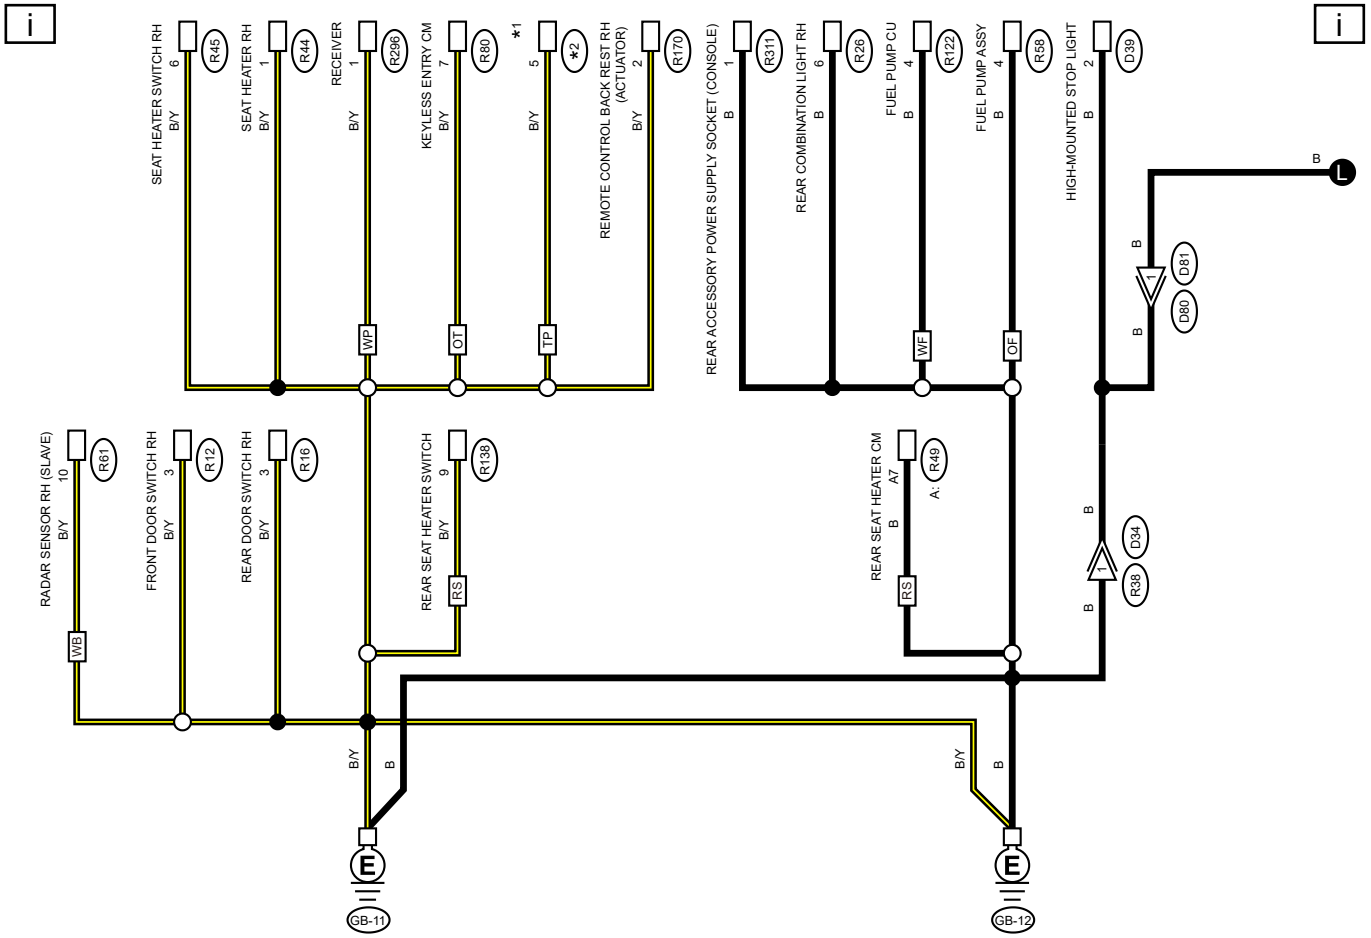 i
i
SEAT HEATER SWITCH RH
6
B/Y
R45
SEAT HEATER RH
1
B/Y
R44
RECEIVER
1
B/Y
R296
KEYLESS ENTRY CM
7
B/Y
R80
*1
5
B/Y
*2
REMOTE CONTROL BACK REST RH
(ACTUATOR)
2
B/Y
R170
REAR ACCESSORY POWER SUPPLY SOCKET (CONSOLE)
1
B
R311
REAR COMBINATION LIGHT RH
6
B
R26
FUEL PUMP CU
4
B
R122
FUEL PUMP ASSY
4
B
R58
HIGH-MOUNTED STOP LIGHT
2
B
D39
B
L
B
1
D81
B
D80
WP
OT
TP
WF
OF
RADAR SENSOR RH (SLAVE)
10
B/Y
R61
WB
FRONT DOOR SWITCH RH
3
B/Y
R12
REAR DOOR SWITCH RH
3
B/Y
R16
REAR SEAT HEATER SWITCH
9
B/Y
R138
RS
REAR SEAT HEATER CM
A7
B
A: R49
RS
B
1
D34
B
R38
B/Y
B
B/Y
B
E
GB-11
E
GB-12